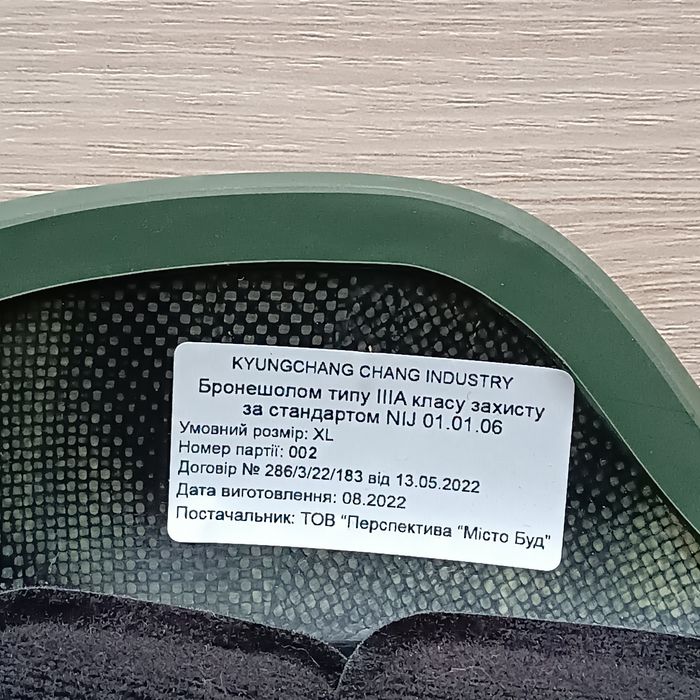 KYUNGCHANG CHANG INDUSTRY
Бронешолом типу IIIA класу захисту
за стандартом NIJ 01.01.06
Умовний розмір: XL
Номер партії: 002
Договір № 286/3/22/183 від 13.05.2022
Дата виготовлення: 08.2022
Постачальник: ТОВ "Перспектива "Місто Буд"